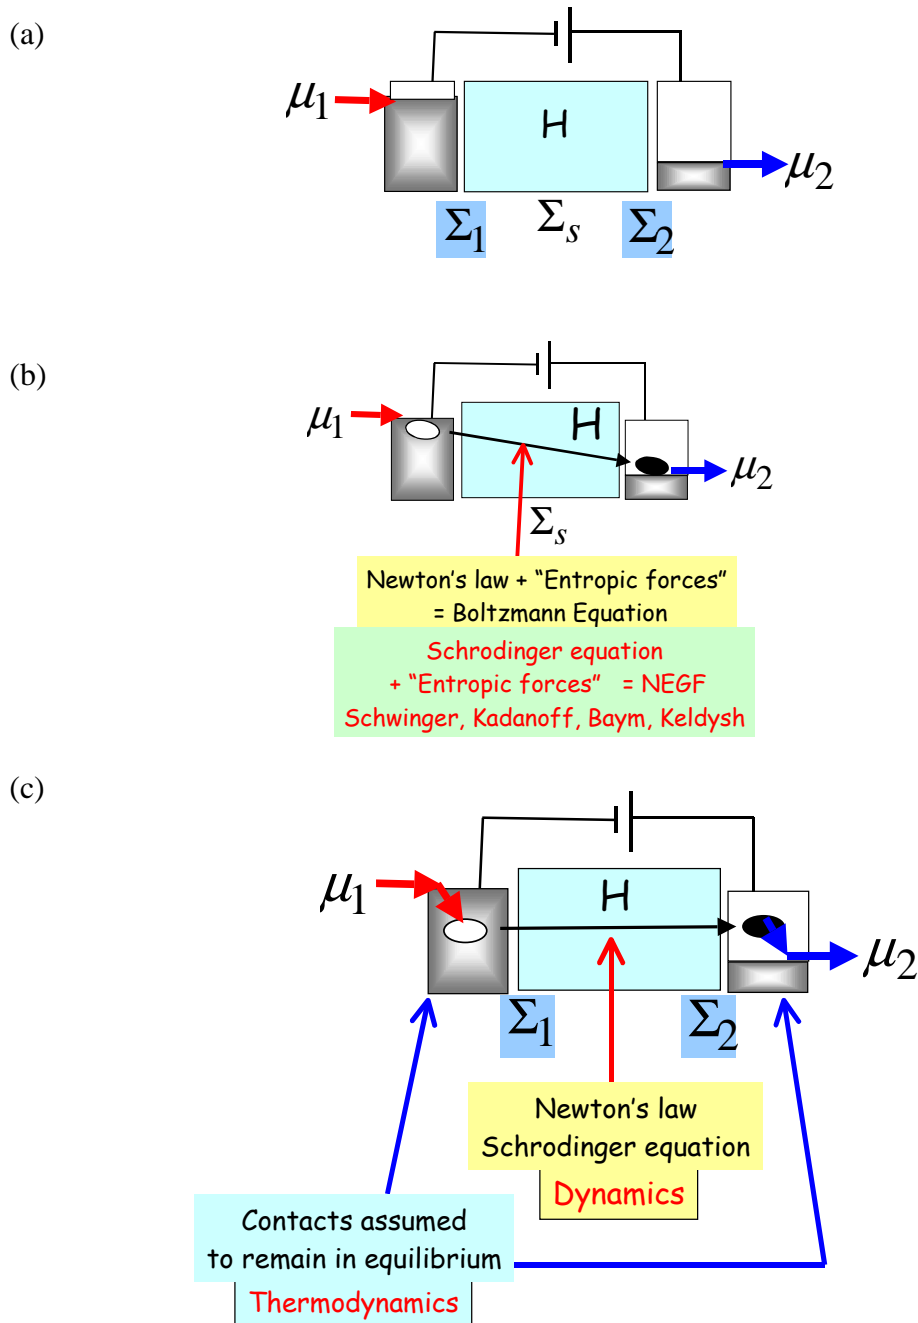 (a)
μ1
H
μ2
Σ1
Σs
Σ2
(b)
μ1
H
μ2
Σs
Newton's law + "Entropic forces"
= Boltzmann Equation
Schrodinger equation
+ "Entropic forces" = NEGF
Schwinger, Kadanoff, Baym, Keldysh
(c)
μ1
H
μ2
Σ1
Σ2
Newton's law
Schrodinger equation
Dynamics
Contacts assumed
to remain in equilibrium
Thermodynamics